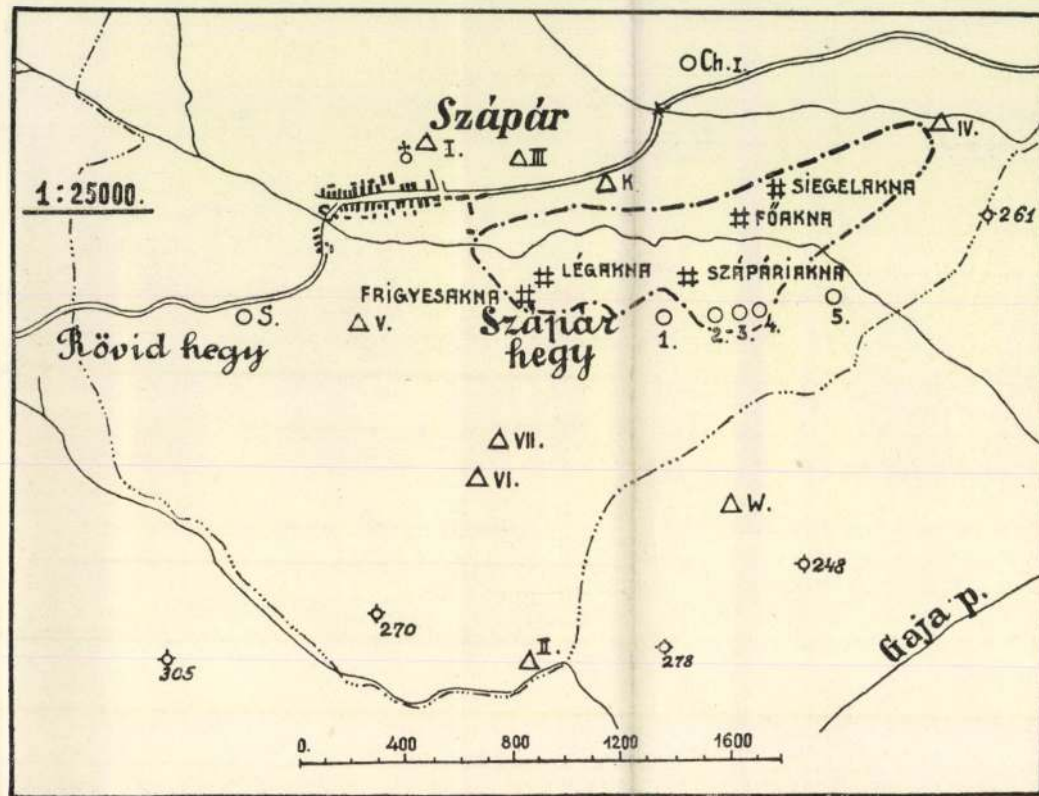 Ch.I.
Szápár
I.
III
IV.
K
1:25000.
SIEGELAKNA
FŐAKNA
261
LÉGAKNA
SZÁPÁRIAKNA
FRIGYESAKNA
S.
V.
Szápár
hegy
Rövid hegy
1.
2.
3.
4.
5.
VII.
VI.
W.
248
270
Gaja p.
305
II.
278
0. 400 800 1200 1600